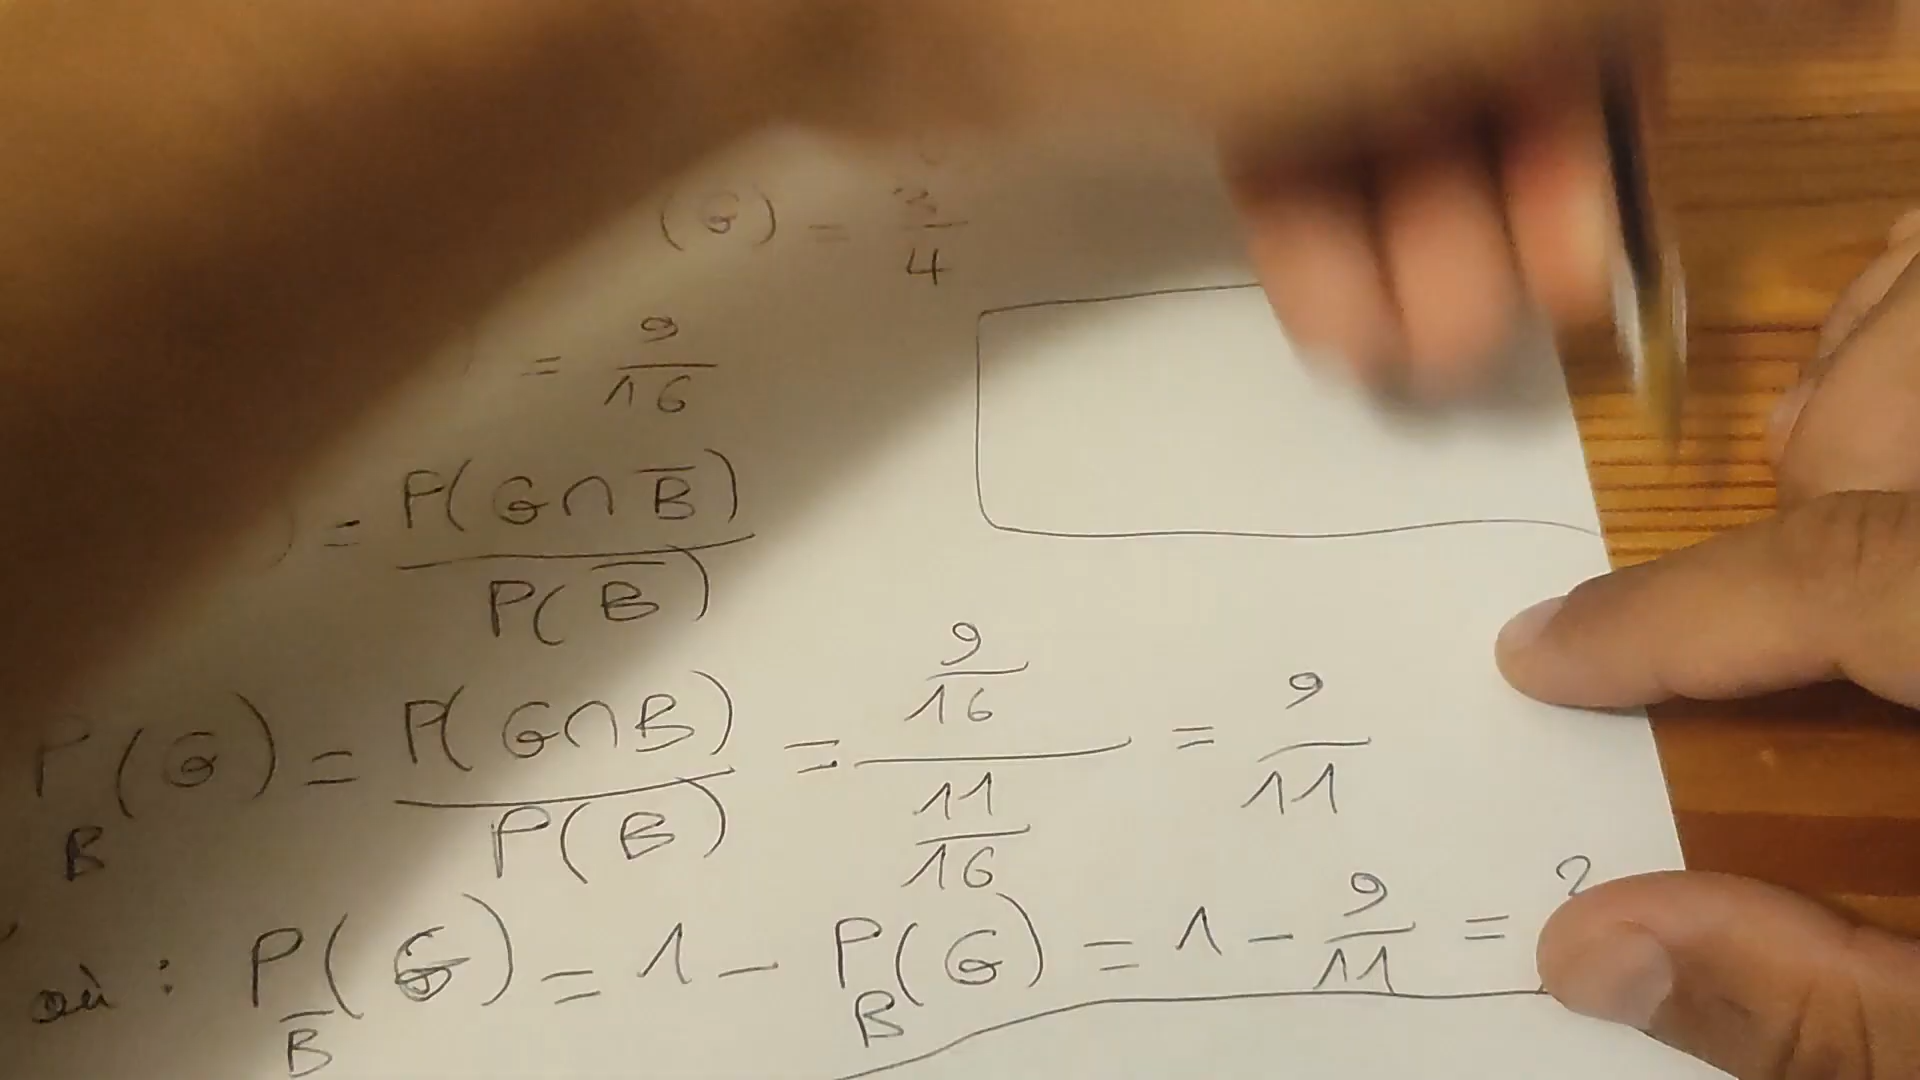 (G) = 3/4
= 9/16
) = P(G∩B̅) / P(B̅)
P_B(G) = P(G∩B) / P(B) = (9/16) / (11/16) = 9/11
où : P_B̅(G) = 1 - P_B(G) = 1 - 9/11 = 2